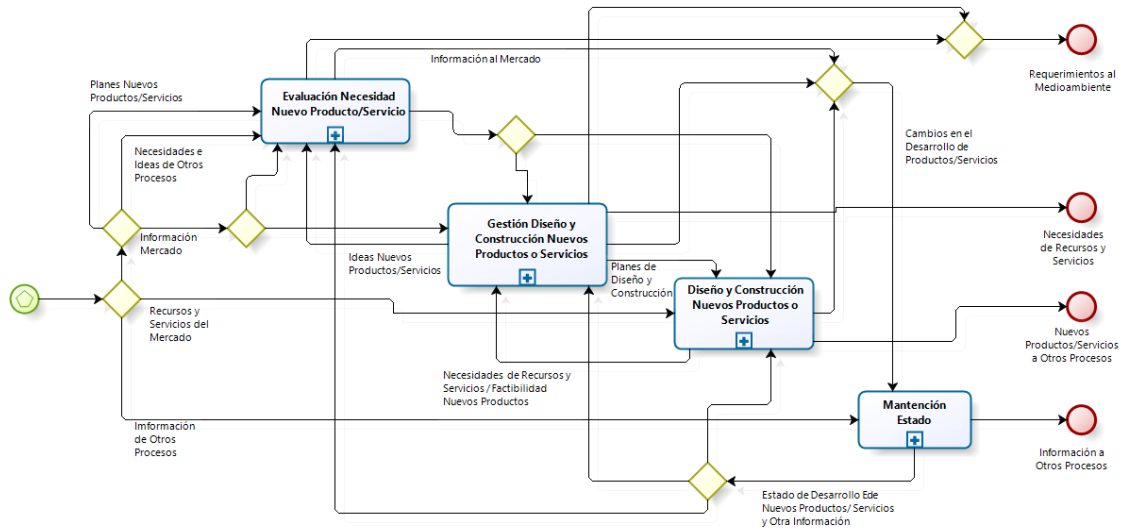 Información al Mercado
Planes Nuevos
Productos/Servicios
Evaluación Necesidad
Nuevo Producto/Servicio
Requerimientos al
Medioambiente
Necesidades e
Ideas de Otros
Procesos
Cambios en el
Desarrollo de
Productos/Servicios
Gestión Diseño y
Construcción Nuevos
Productos o Servicios
Información
Mercado
Ideas Nuevos
Productos/Servicios
Necesidades
de Recursos y
Servicios
Planes de
Diseño y
Construcción
Diseño y Construcción
Nuevos Productos o
Servicios
Recursos y
Servicios del
Mercado
Nuevos
Productos/Servicios
a Otros Procesos
Necesidades de Recursos y
Servicios / Factibilidad
Nuevos Productos
Mantención
Estado
Imformación
de Otros
Procesos
Información a
Otros Procesos
Estado de Desarrollo Ede
Nuevos Productos/ Servicios
y Otra Información